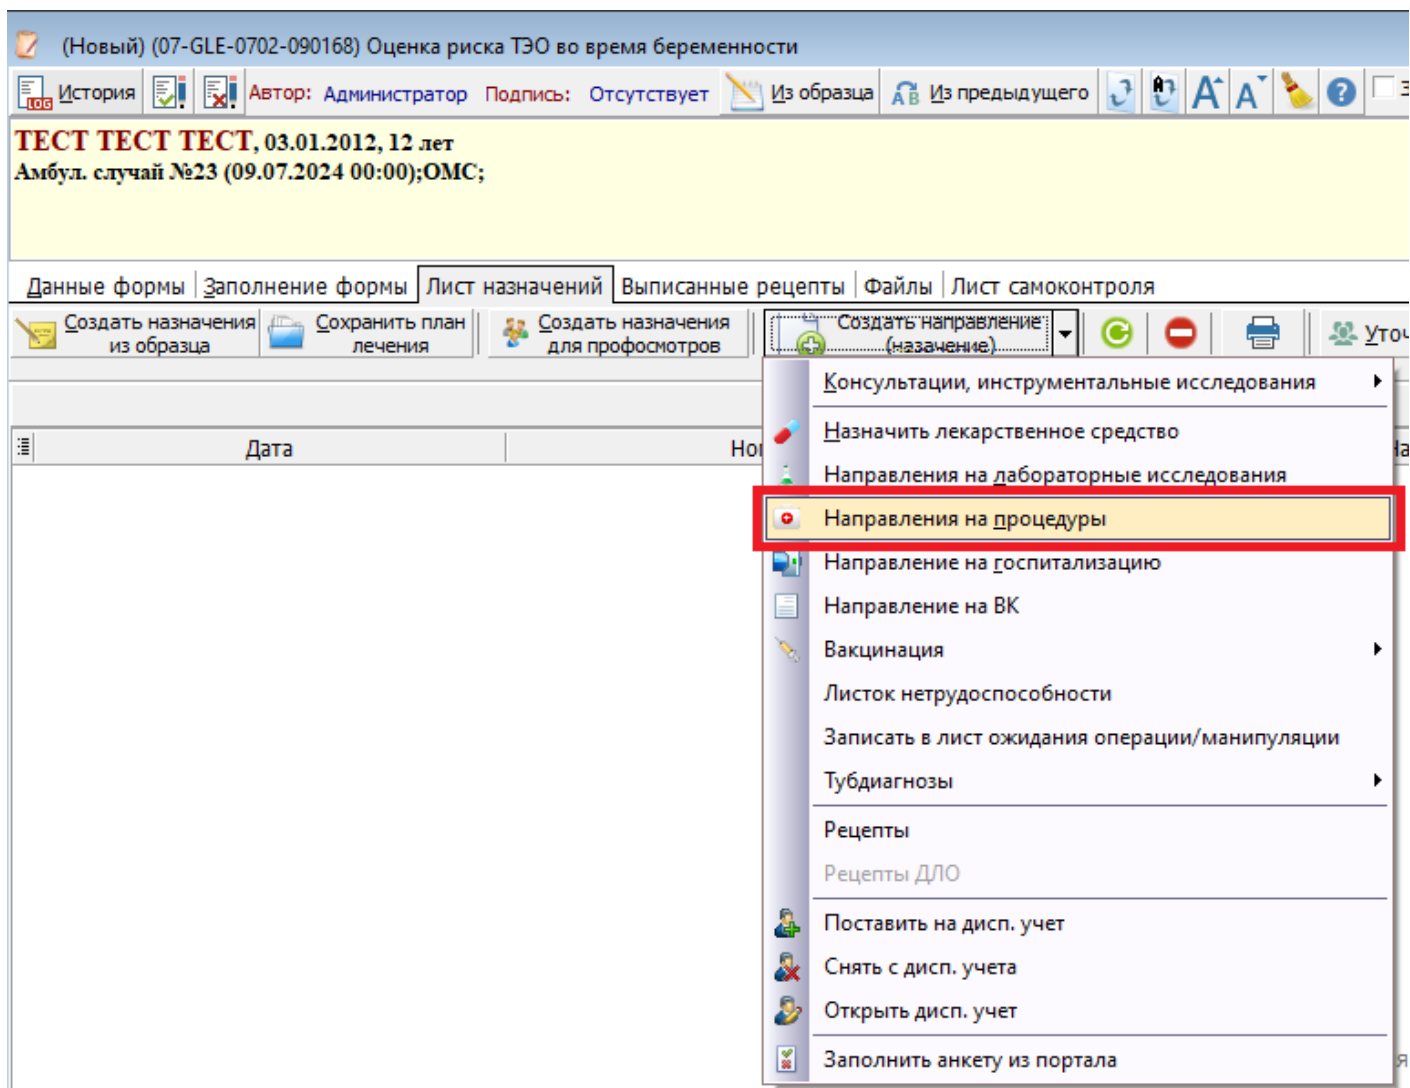 (Новый) (07-GLE-0702-090168) Оценка риска ТЭО во время беременности
LOG История Автор: Администратор Подпись: Отсутствует Из образца Из предыдущего
ТЕСТ ТЕСТ ТЕСТ, 03.01.2012, 12 лет
Амбул. случай №23 (09.07.2024 00:00);ОМС;
Данные формы Заполнение формы Лист назначений Выписанные рецепты Файлы Лист самоконтроля
Создать назначения из образца
Сохранить план лечения
Создать назначения для профосмотров
Создать направление (назачение)
Дата
Консультации, инструментальные исследования
Назначить лекарственное средство
Направления на лабораторные исследования
Направления на процедуры
Направление на госпитализацию
Направление на ВК
Вакцинация
Листок нетрудоспособности
Записать в лист ожидания операции/манипуляции
Тубдиагнозы
Рецепты
Рецепты ДЛО
Поставить на дисп. учет
Снять с дисп. учета
Открыть дисп. учет
Заполнить анкету из портала